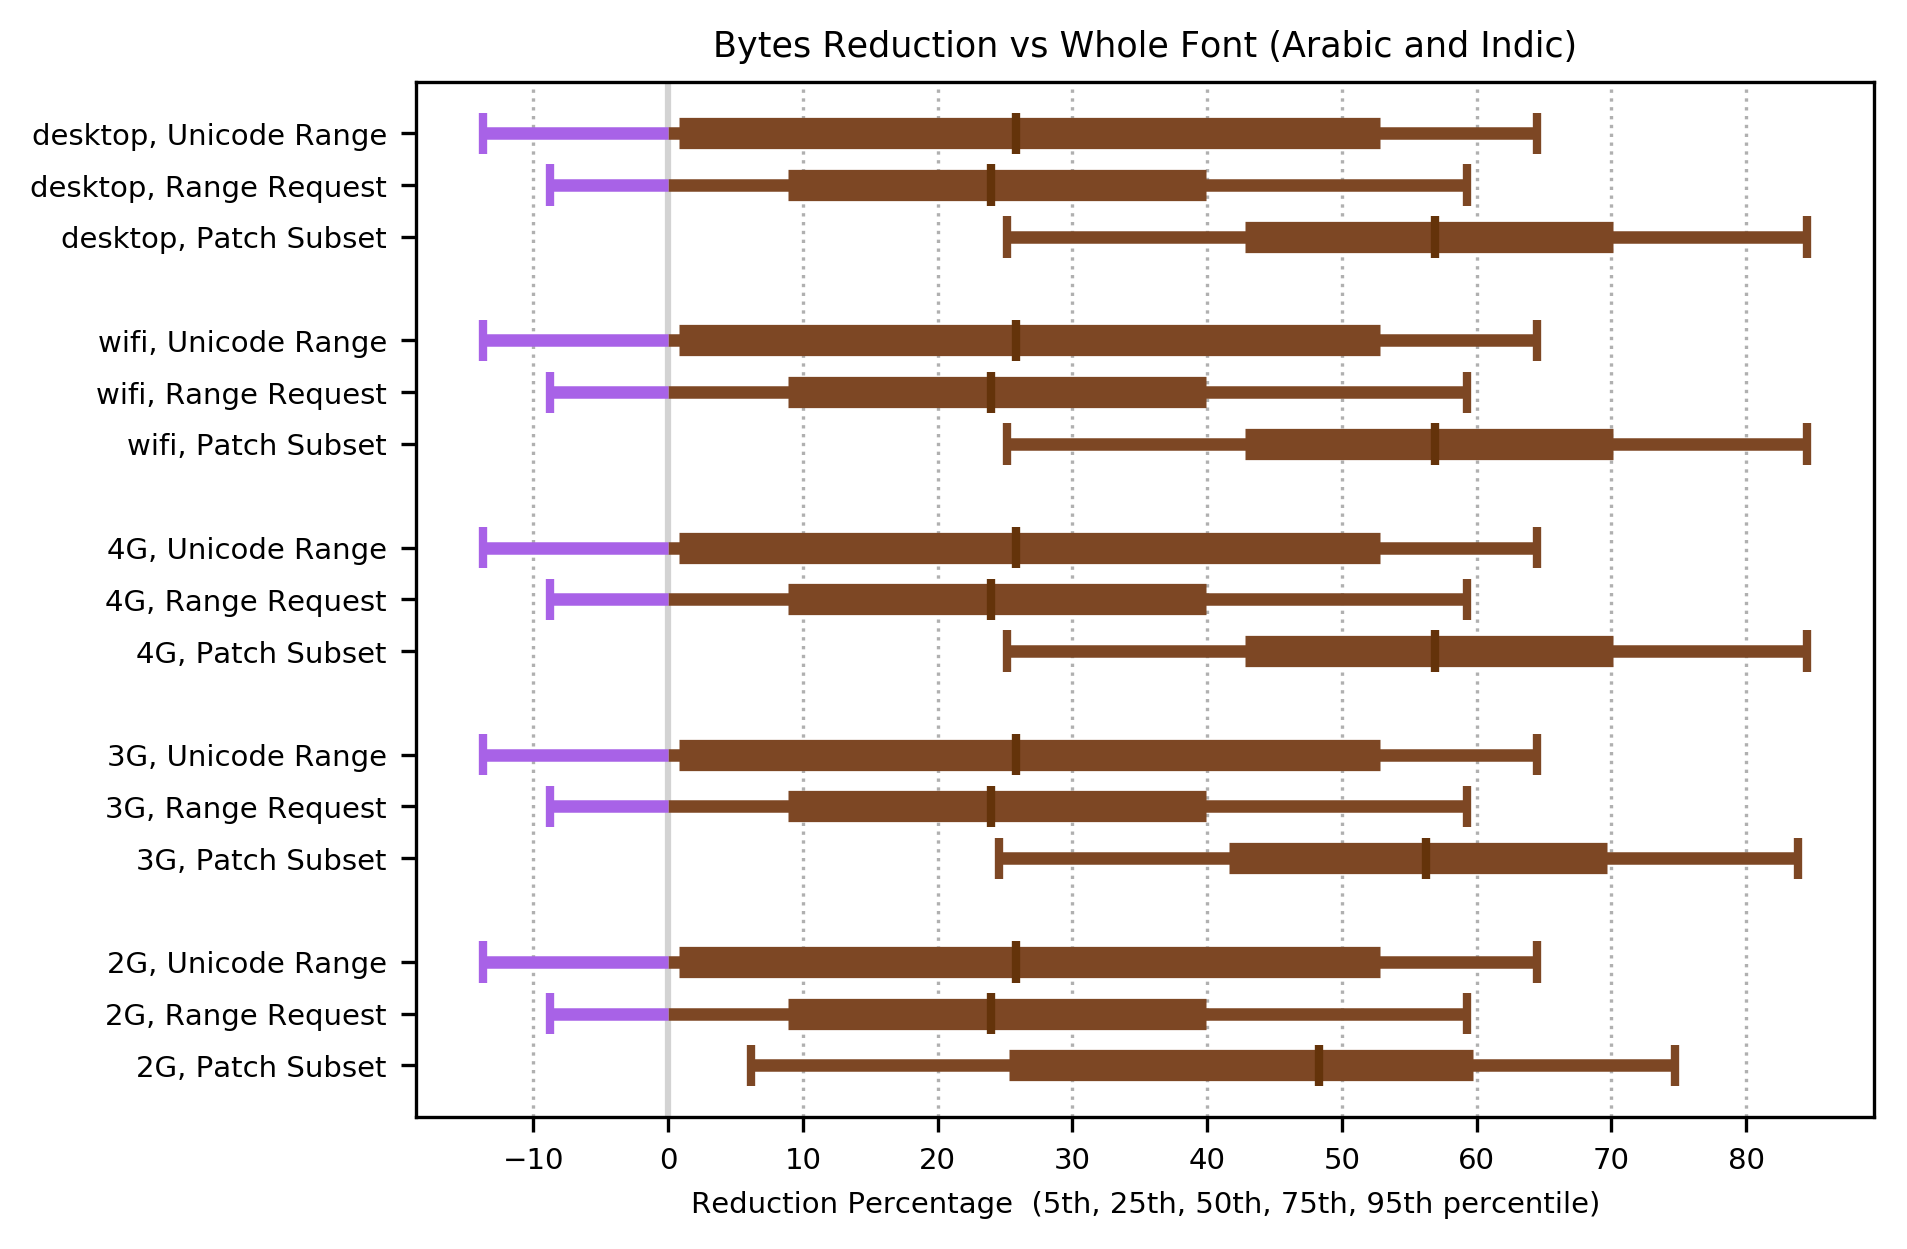 Bytes Reduction vs Whole Font (Arabic and Indic)
desktop, Unicode Range
desktop, Range Request
desktop, Patch Subset
wifi, Unicode Range
wifi, Range Request
wifi, Patch Subset
4G, Unicode Range
4G, Range Request
4G, Patch Subset
3G, Unicode Range
3G, Range Request
3G, Patch Subset
2G, Unicode Range
2G, Range Request
2G, Patch Subset
−10 0 10 20 30 40 50 60 70 80
Reduction Percentage  (5th, 25th, 50th, 75th, 95th percentile)